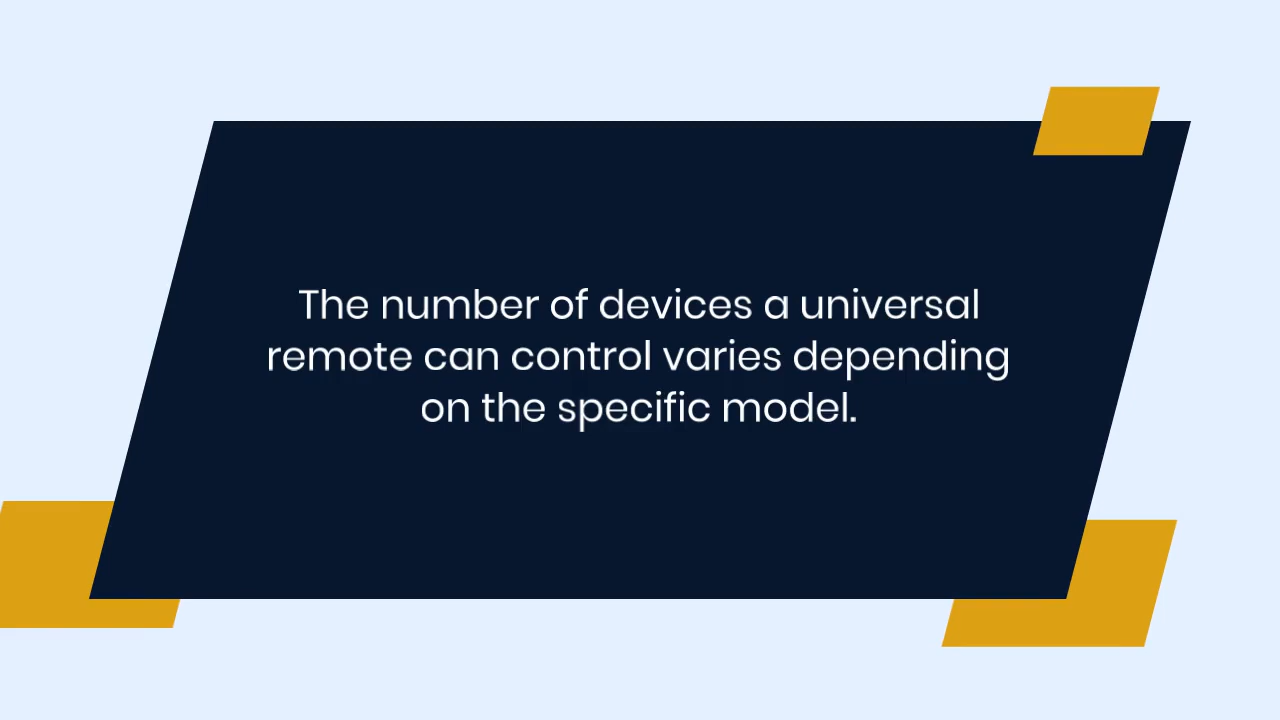 The number of devices a universal
remote can control varies depending
on the specific model.